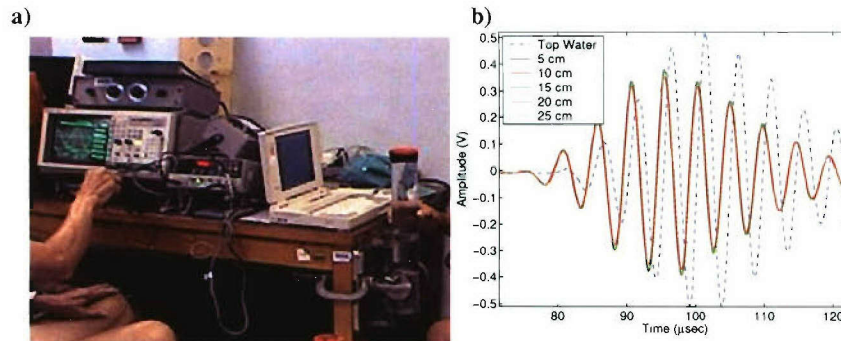 a)
b)
Top Water
5 cm
10 cm
15 cm
20 cm
25 cm
Amplitude (V)
0.5
0.4
0.3
0.2
0.1
0
-0.1
-0.2
-0.3
-0.4
-0.5
80
90
100
110
120
Time (μsec)